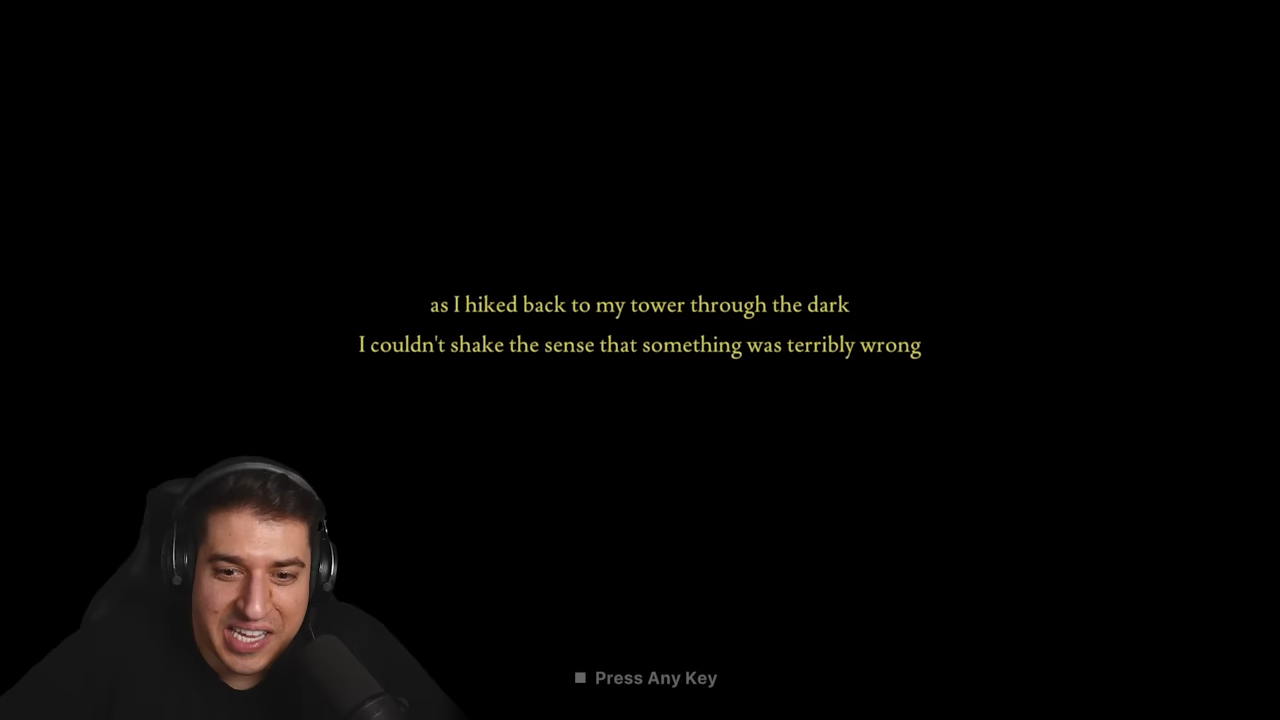 as I hiked back to my tower through the dark
I couldn't shake the sense that something was terribly wrong
Press Any Key